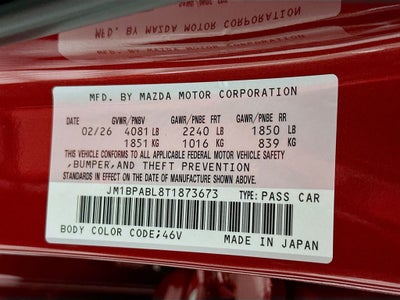 MFD. BY MAZDA MOTOR CORPORATION
DATE GVWR/PNBV GAWR/PNBE FRT GAWR/PNBE RR
02/26 4081 LB 2240 LB 1850 LB
1851 KG 1016 KG 839 KG
THIS VEHICLE CONFORMS TO ALL APPLICABLE FEDERAL MOTOR VEHICLE SAFETY
,BUMPER,AND THEFT PREVENTION
STANDARDS IN EFFECT ON THE DATE OF MANUFACTURE SHOWN ABOVE.
JM1BPABL8T1873673 TYPE: PASS CAR
BODY COLOR CODE;46V MADE IN JAPAN